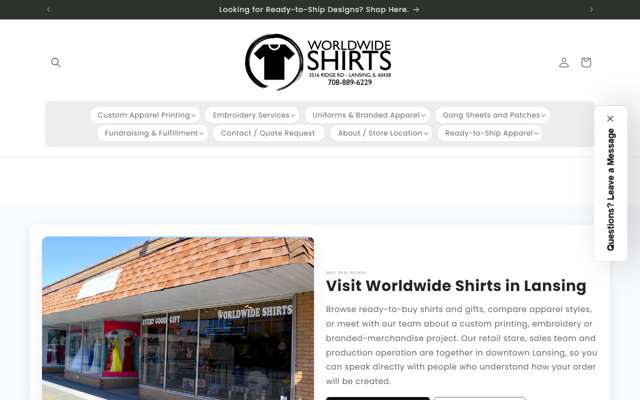 Looking for Ready-to-Ship Designs? Shop Here. →
WORLDWIDE
SHIRTS
3516 RIDGE RD - LANSING, IL 60438
708-889-6229
Custom Apparel Printing
Embroidery Services
Uniforms & Branded Apparel
Gang Sheets and Patches
Fundraising & Fulfillment
Contact / Quote Request
About / Store Location
Ready-to-Ship Apparel
Questions? Leave a Message
EVERY GOOD GIFT
WORLDWIDE SHIRTS
Visit Worldwide Shirts in Lansing
Browse ready-to-buy shirts and gifts, compare apparel styles,
or meet with our team about a custom printing, embroidery or
branded-merchandise project. Our retail store, sales team and
production operation are together in downtown Lansing, so you
can speak directly with people who understand how your order
will be created.